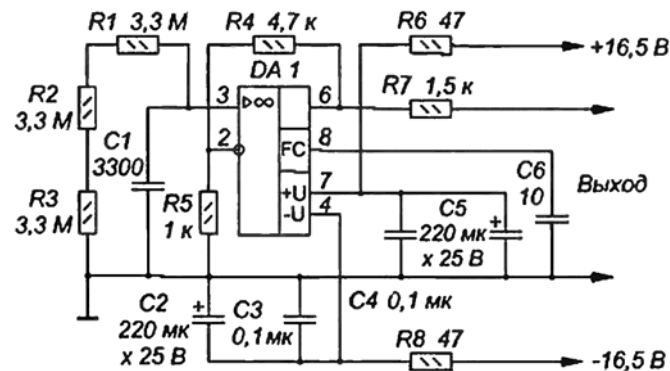 R1 3,3 М
R4 4,7 к
R6 47
+16,5 В
DA 1
R7 1,5 к
R2
3,3 М
3
▷∞
6
C1
3300
2
FC
8
C6
10
Выход
R3
3,3 М
R5
1 к
+U
7
-U
4
C5
220 мк
х 25 В
+
C2
220 мк
х 25 В
+
C3
0,1 мк
C4 0,1 мк
R8 47
-16,5 В